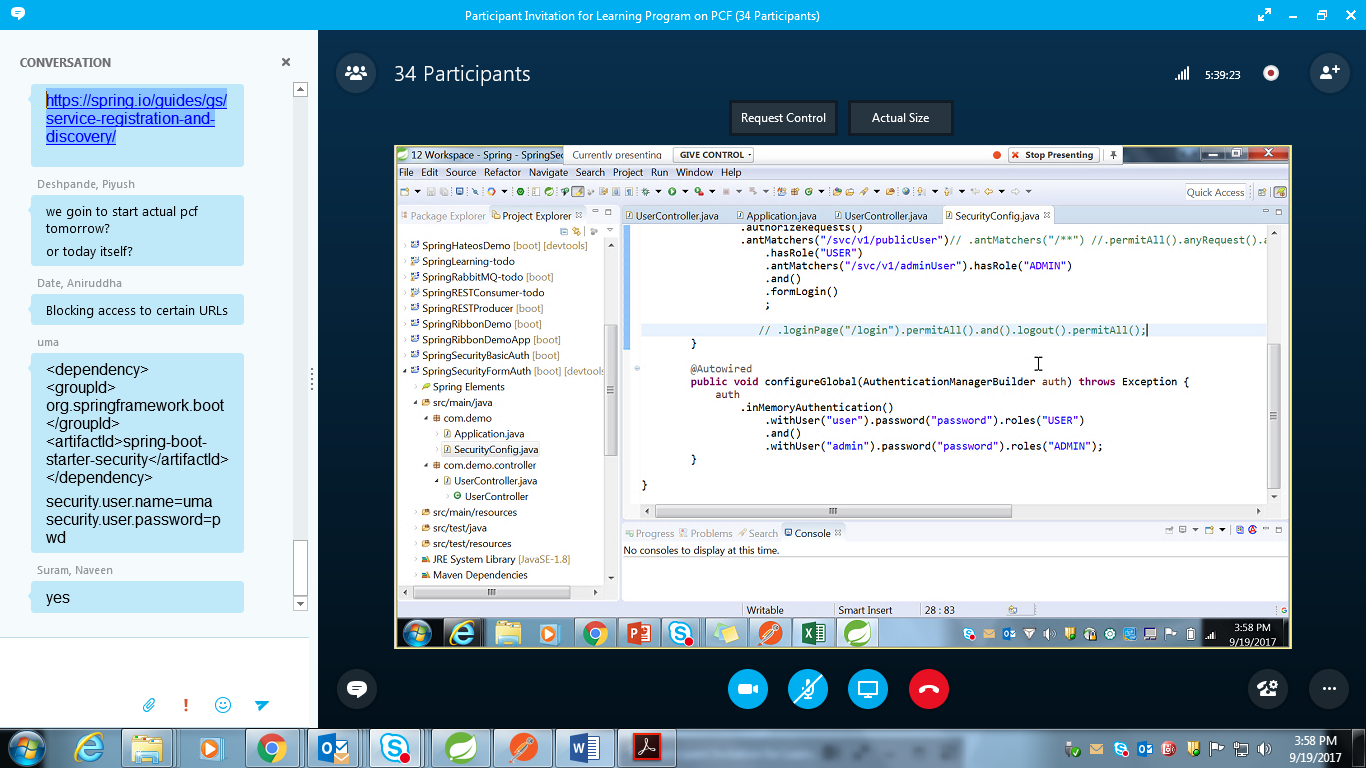 Participant Invitation for Learning Program on PCF (34 Participants)
CONVERSATION
https://spring.io/guides/gs/
service-registration-and-
discovery/
Deshpande, Piyush
we goin to start actual pcf
tomorrow?
or today itself?
Date, Aniruddha
Blocking access to certain URLs
uma
<dependency>
<groupId>
org.springframework.boot
</groupId>
<artifactId>spring-boot-
starter-security</artifactId>
</dependency>
security.user.name=uma
security.user.password=p
wd
Suram, Naveen
yes
34 Participants
5:39:23
Request Control
Actual Size
12 Workspace - Spring - SpringSec
Currently presenting
GIVE CONTROL
Stop Presenting
File Edit Source Refactor Navigate Search Project Run Window Help
Quick Access
Package Explorer
Project Explorer
SpringHateosDemo [boot] [devtools]
SpringLearning-todo
SpringRabbitMQ-todo [boot]
SpringRESTConsumer-todo
SpringRESTProducer [boot]
SpringRibbonDemo [boot]
SpringRibbonDemoApp [boot]
SpringSecurityBasicAuth [boot]
SpringSecurityFormAuth [boot] [devtools
Spring Elements
src/main/java
com.demo
Application.java
SecurityConfig.java
com.demo.controller
UserController.java
UserController
src/main/resources
src/test/java
src/test/resources
JRE System Library [JavaSE-1.8]
Maven Dependencies
UserController.java
Application.java
UserController.java
SecurityConfig.java
.authorizeRequests()
.antMatchers("/svc/v1/publicUser")// .antMatchers("/**") //.permitAll().anyRequest().a
.hasRole("USER")
.antMatchers("/svc/v1/adminUser").hasRole("ADMIN")
.and()
.formLogin()
;
// .loginPage("/login").permitAll().and().logout().permitAll();
}
@Autowired
public void configureGlobal(AuthenticationManagerBuilder auth) throws Exception {
auth
.inMemoryAuthentication()
.withUser("user").password("password").roles("USER")
.and()
.withUser("admin").password("password").roles("ADMIN");
}
}
Progress
Problems
Search
Console
No consoles to display at this time.
Writable
Smart Insert
28 : 83
3:58 PM
9/19/2017
3:58 PM
9/19/2017